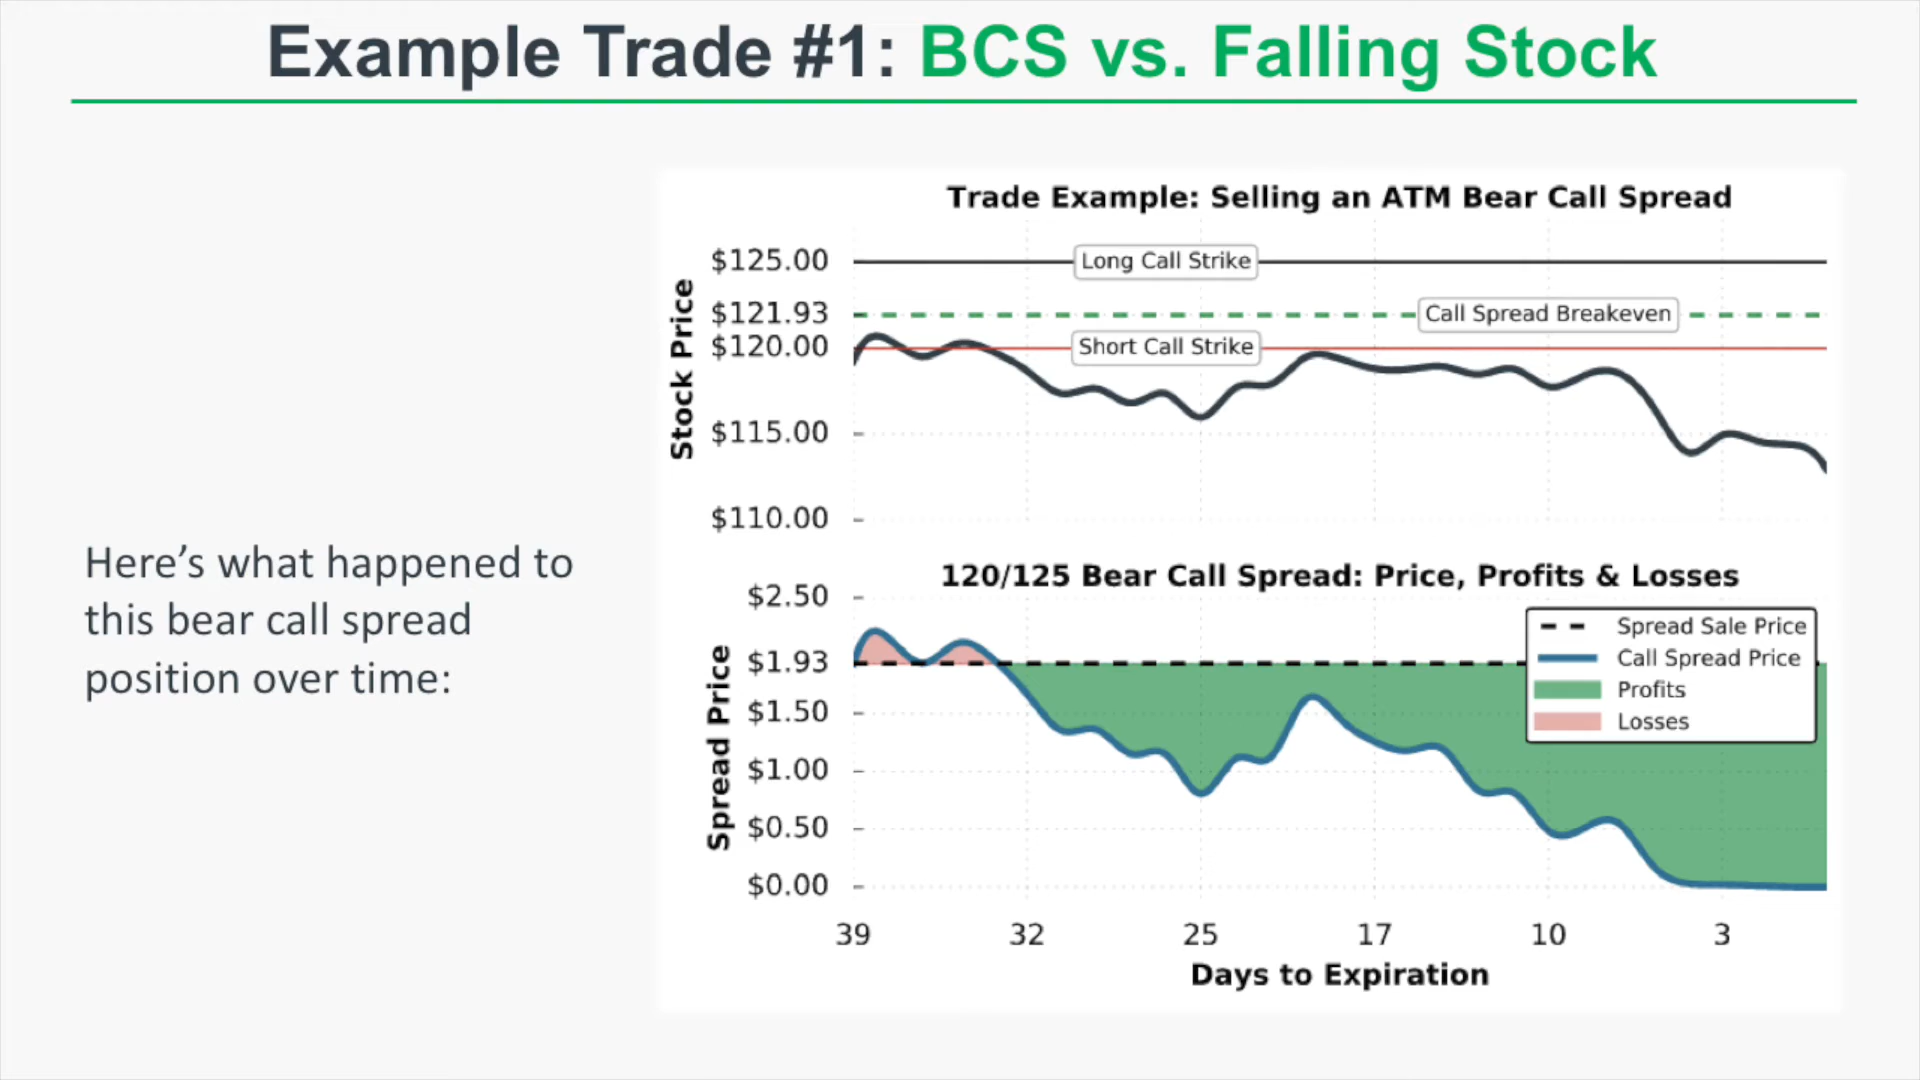 Example Trade #1: BCS vs. Falling Stock
Here’s what happened to
this bear call spread
position over time:
Trade Example: Selling an ATM Bear Call Spread
Stock Price
$125.00
$121.93
$120.00
$115.00
$110.00
Long Call Strike
Call Spread Breakeven
Short Call Strike
120/125 Bear Call Spread: Price, Profits & Losses
Spread Price
$2.50
$1.93
$1.50
$1.00
$0.50
$0.00
Spread Sale Price
Call Spread Price
Profits
Losses
39 32 25 17 10 3
Days to Expiration